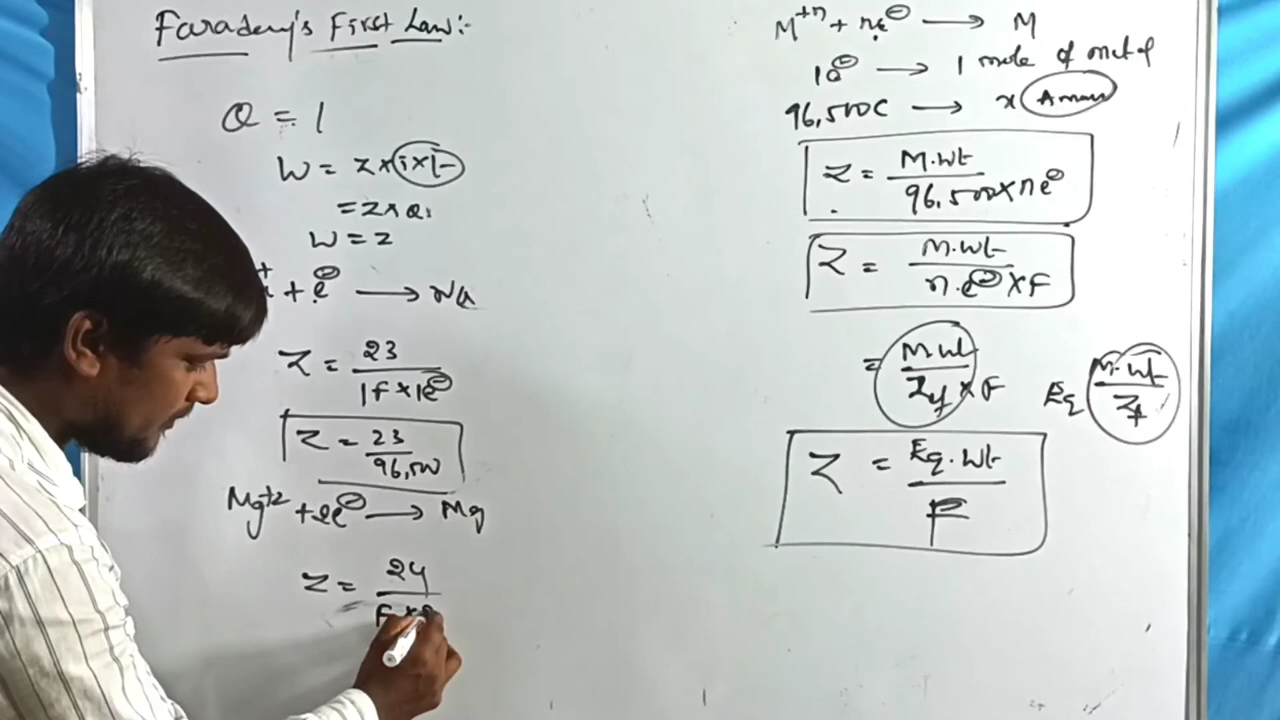 Faraday's First Law:-
Q = 1
W = Z × i × t
= Z × Q.
W = Z
+ e⊖ → Na
Z = 23 / 1F × 1e⊖
Z = 23 / 96,500
Mg+2 + 2e⊖ → Mg
Z = 24 / F ×
M+n + ne⊖ → M
1e⊖ → 1 mole of metal
96,500C → x A mass
Z = M.wt / 96,500 × ne⊖
Z = M.wt / n.e⊖ × F
= M.wt / Zf × F
Eq M.wt / Zf
Z = Eq.wt / F